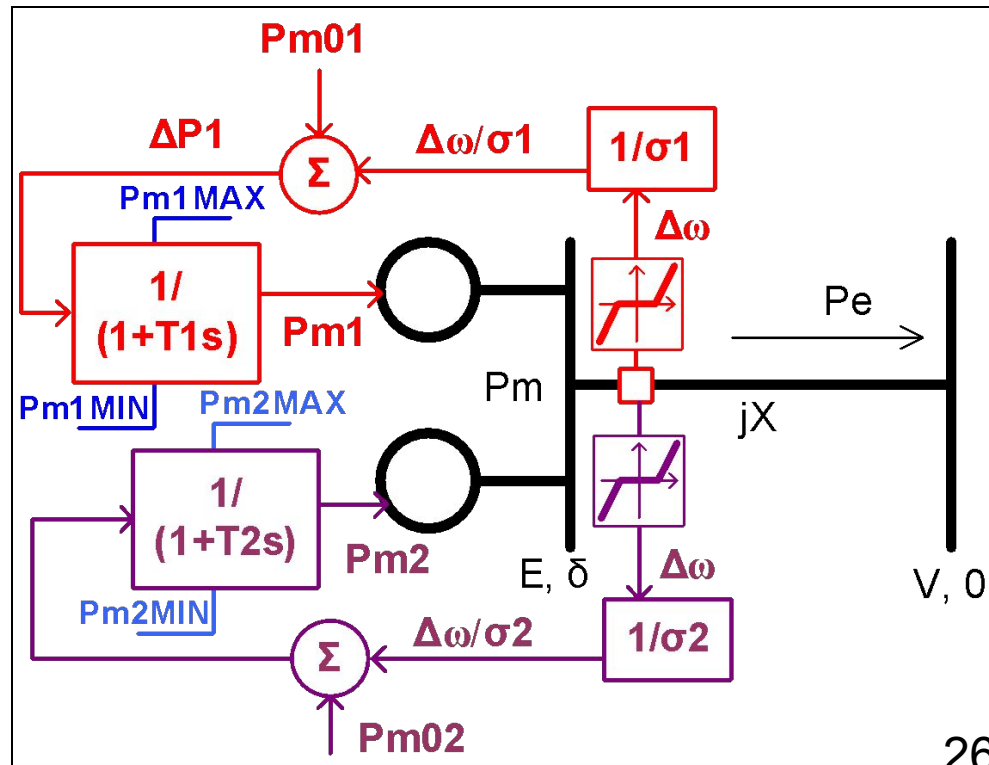 Pm01
ΔP1
Δω/σ1
1/σ1
Σ
Pm1MAX
Δω
1/
(1+T1s)
Pm1
Pe
Pm
Pm1MIN
Pm2MAX
jX
1/
(1+T2s)
Pm2
E, δ
Δω
V, 0
Pm2MIN
Σ
Δω/σ2
1/σ2
Pm02
26